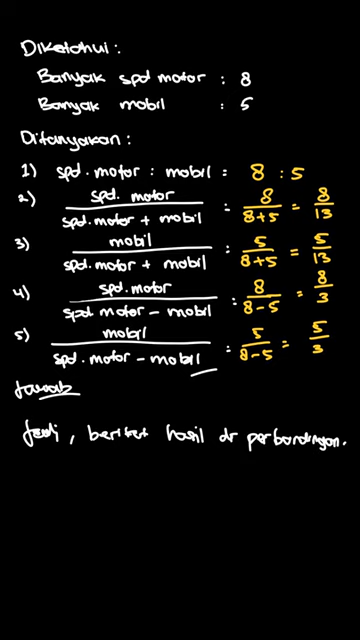 Diketahui :
Banyak spd motor : 8
Banyak mobil : 5
Ditanyakan :
1) spd. motor : mobil = 8 : 5
2) spd. motor / spd. motor + mobil = 8 / 8+5 = 8/13
3) mobil / spd. motor + mobil = 5 / 8+5 = 5/13
4) spd. motor / spd motor - mobil = 8 / 8-5 = 8/3
5) mobil / spd. motor - mobil = 5 / 8-5 = 5/3
Jawab
Jadi, berikut hasil dr perbandingan.